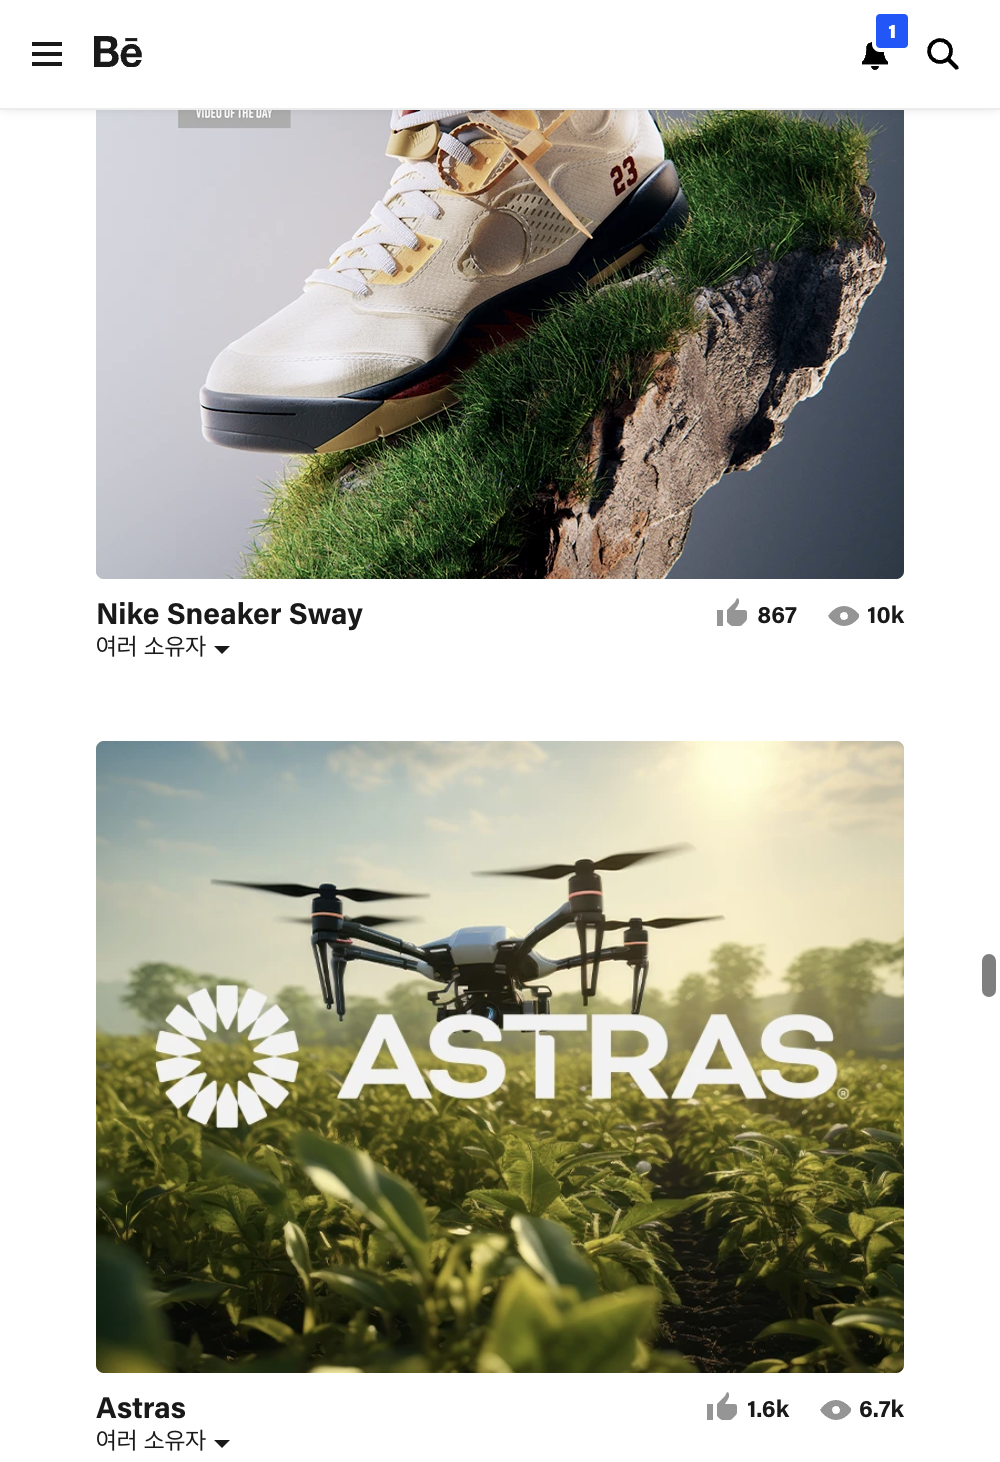 Bē
1
VIDEO OF THE DAY
23
Nike Sneaker Sway
867
10k
여러 소유자
ASTRAS
®
Astras
1.6k
6.7k
여러 소유자